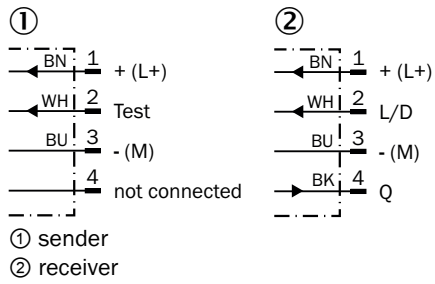 ① ②
BN 1 + (L+) BN 1 + (L+)
WH 2 Test WH 2 L/D
BU 3 - (M) BU 3 - (M)
4 not connected BK 4 Q
① sender
② receiver